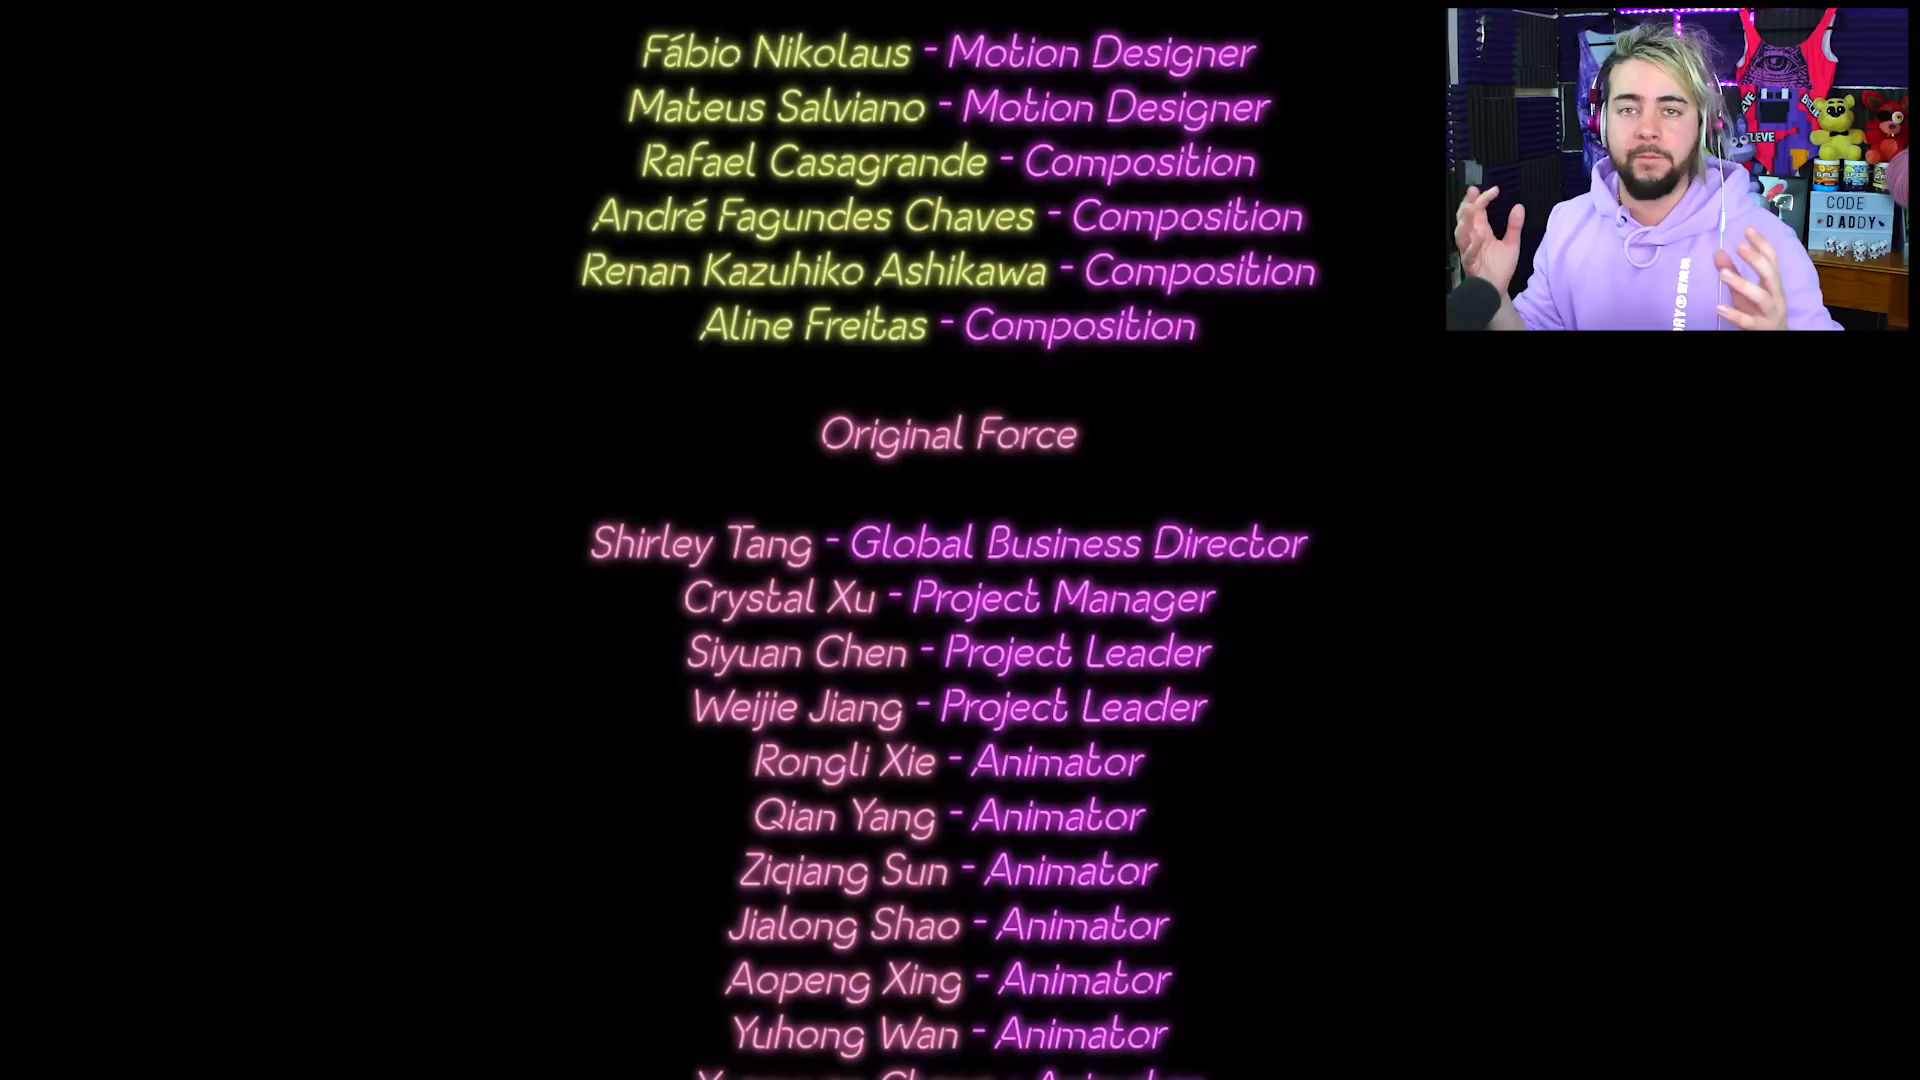 Fábio Nikolaus - Motion Designer
Mateus Salviano - Motion Designer
Rafael Casagrande - Composition
André Fagundes Chaves - Composition
Renan Kazuhiko Ashikawa - Composition
Aline Freitas - Composition
Original Force
Shirley Tang - Global Business Director
Crystal Xu - Project Manager
Siyuan Chen - Project Leader
Weijie Jiang - Project Leader
Rongli Xie - Animator
Qian Yang - Animator
Ziqiang Sun - Animator
Jialong Shao - Animator
Aopeng Xing - Animator
Yuhong Wan - Animator
CODE
DADDY